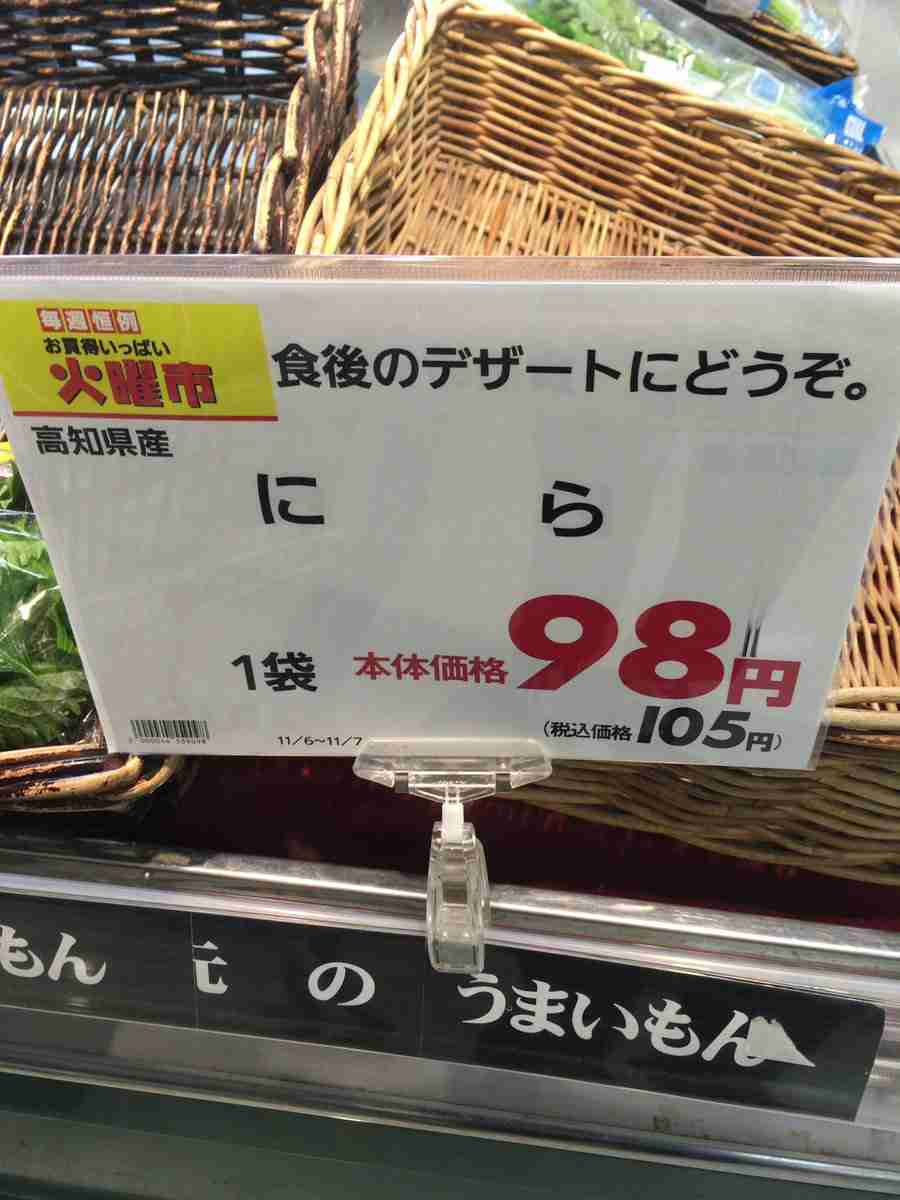 毎週恒例
お買得いっぱい
火曜市
食後のデザートにどうぞ。
高知県産
にら
1袋 本体価格 98円
(税込価格 105円)
11/6~11/7
もん 元の うまいもん